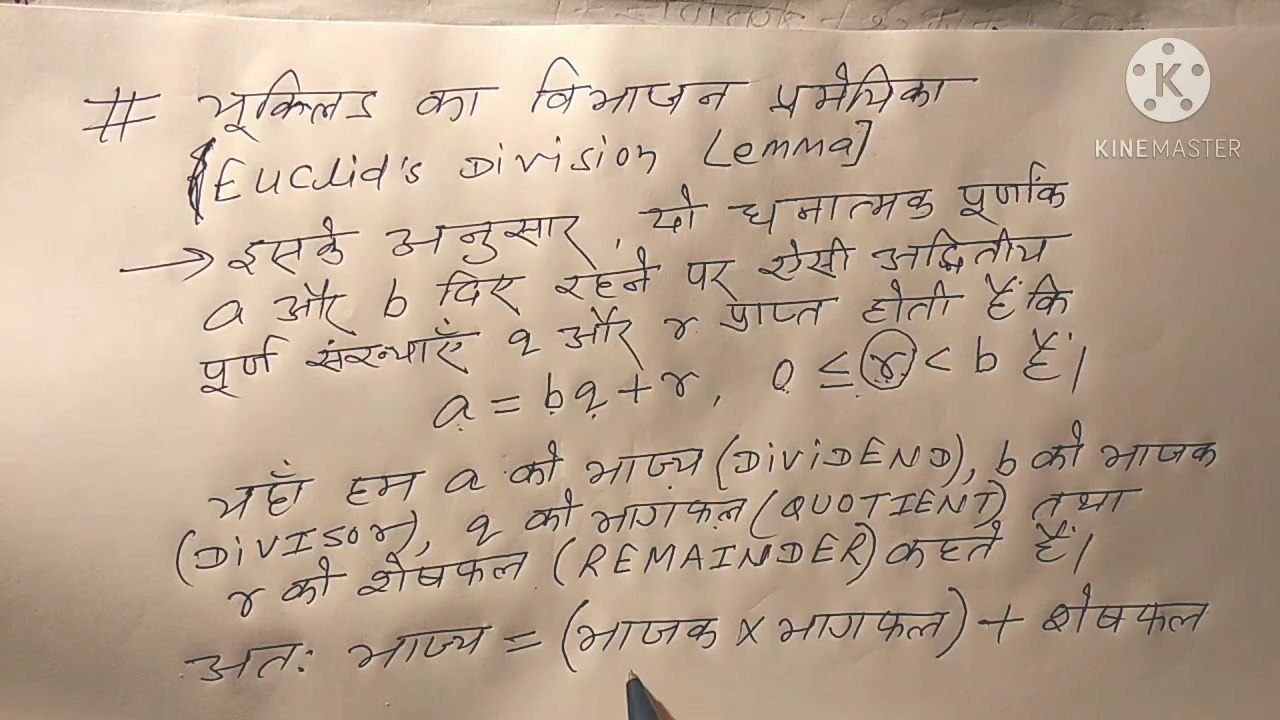 # यूक्लिड का विभाजन प्रमेयिका
[Euclid's Division Lemma]
→ इसके अनुसार, दो धनात्मक पूर्णांक
a और b दिए रहने पर ऐसी अद्वितीय
पूर्ण संख्याएँ q और r प्राप्त होती हैं कि
a = bq + r, 0 ≤ r < b हैं।
यहाँ हम a को भाज्य (DIVIDEND), b को भाजक
(DIVISOR), q को भागफल (QUOTIENT) तथा
r को शेषफल (REMAINDER) कहते हैं।
अतः भाज्य = (भाजक × भागफल) + शेषफल
K
KINEMASTER